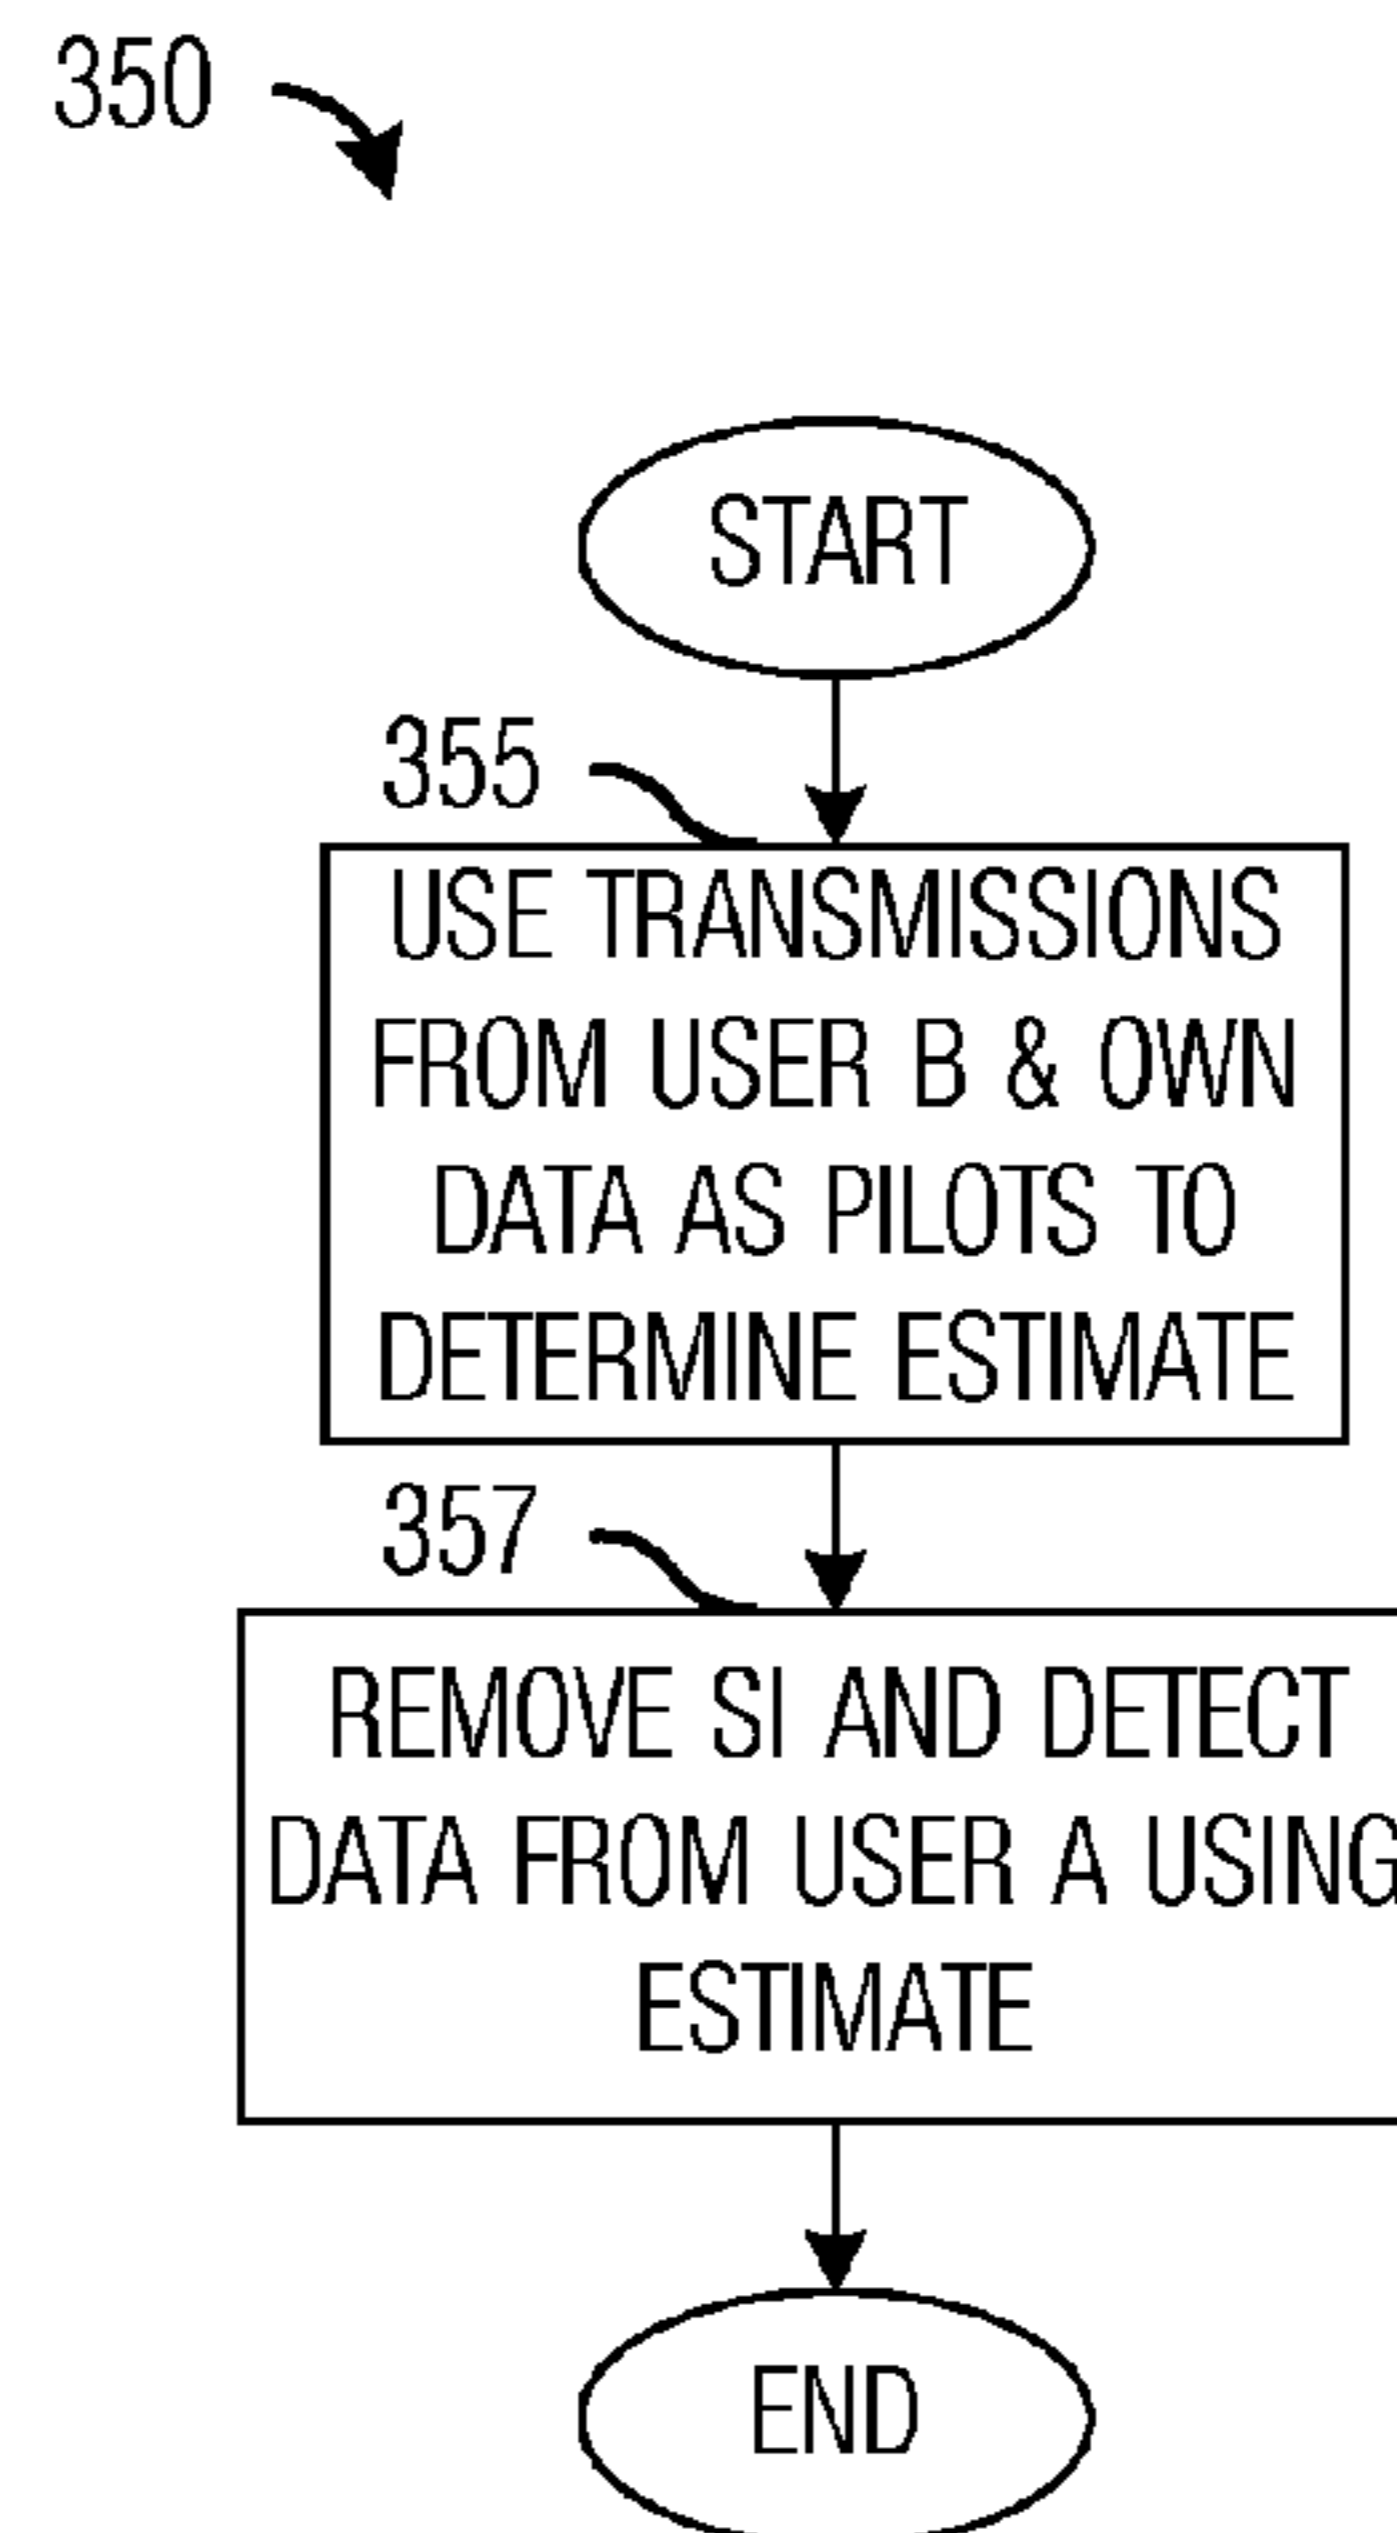 350
START
355
USE TRANSMISSIONS
FROM USER B & OWN
DATA AS PILOTS TO
DETERMINE ESTIMATE
357
REMOVE SI AND DETECT
DATA FROM USER A USING
ESTIMATE
END